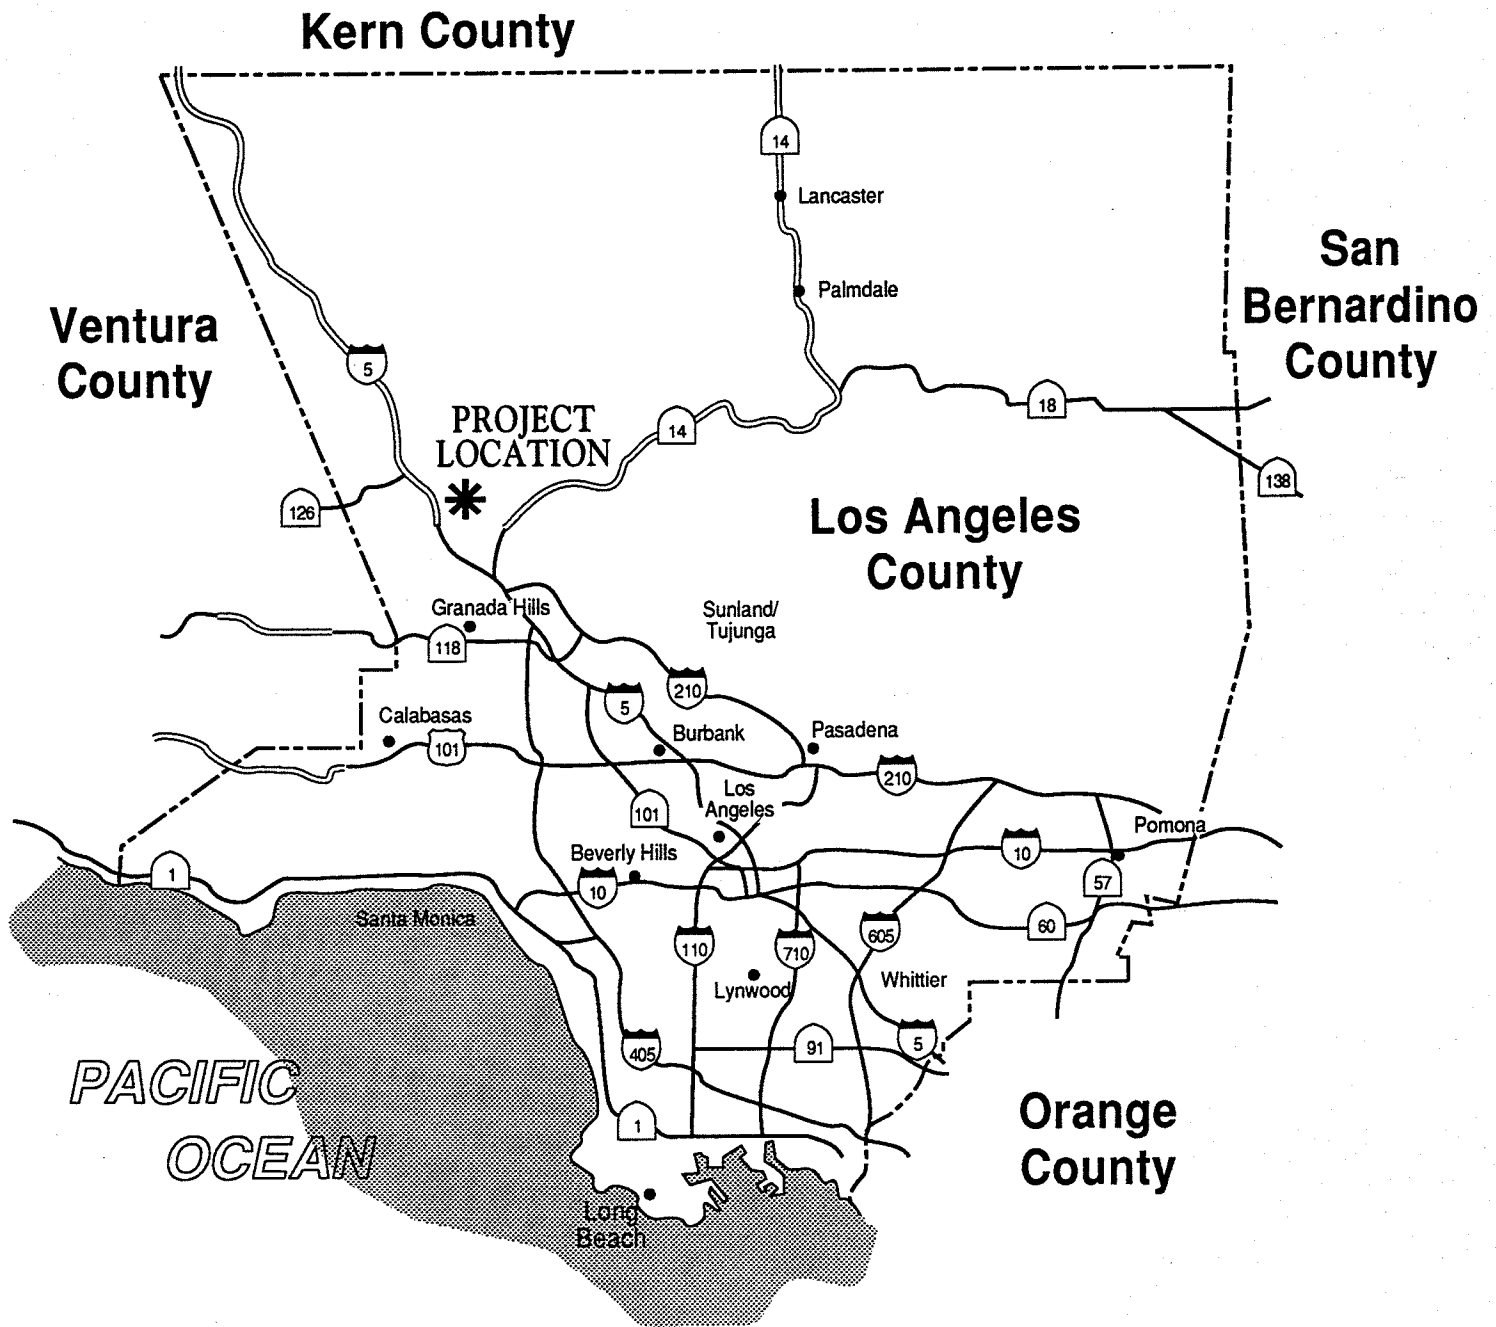 Kern County
14
Lancaster
San
Bernardino
County
Palmdale
Ventura
County
5
18
PROJECT
LOCATION
14
138
126
Los Angeles
County
Granada Hills
Sunland/
Tujunga
118
210
5
Calabasas
101
Burbank
Pasadena
210
Los
Angeles
101
Pomona
Beverly Hills
10
1
10
57
Santa Monica
60
605
110
710
Whittier
Lynwood
5
405
91
PACIFIC
OCEAN
1
Orange
County
Long
Beach